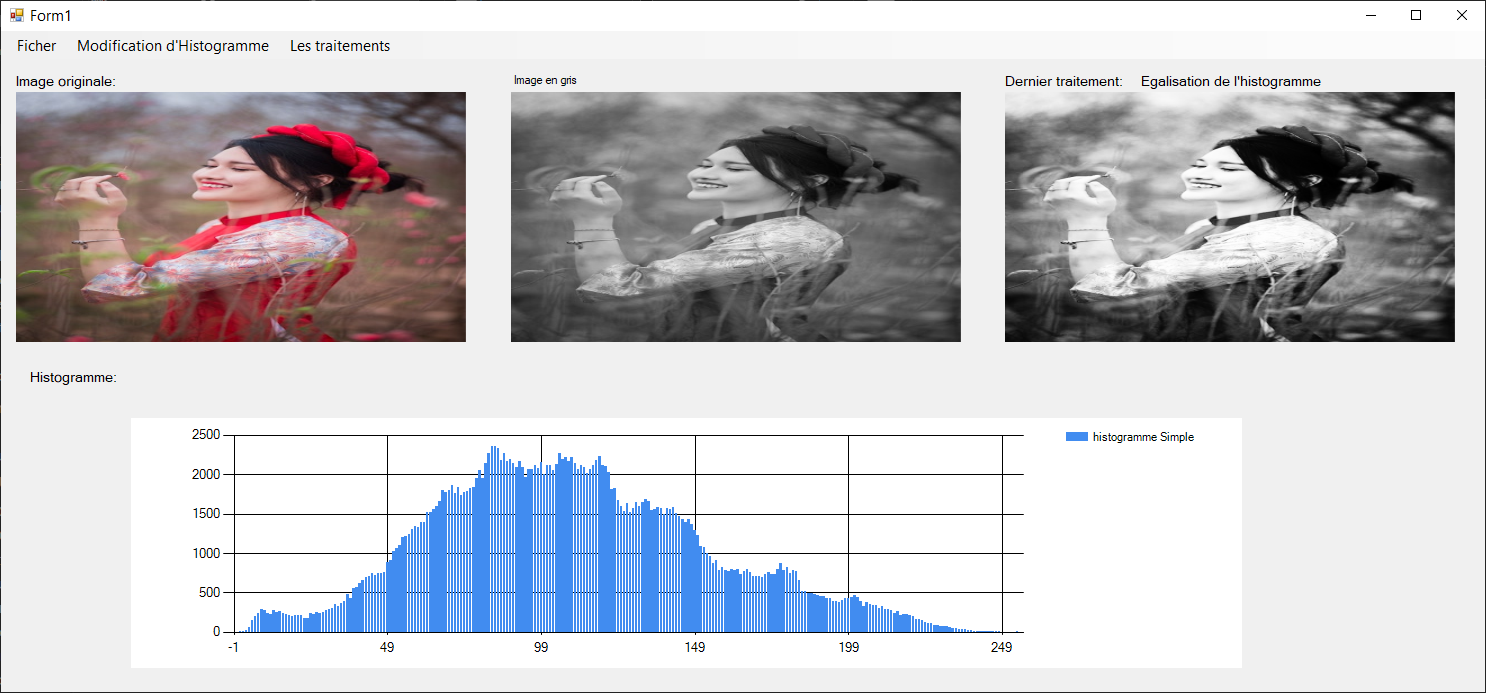 Form1
Ficher Modification d'Histogramme Les traitements
Image originale:
Image en gris
Dernier traitement: Egalisation de l'histogramme
Histogramme:
histogramme Simple
2500
2000
1500
1000
500
0
-1 49 99 149 199 249